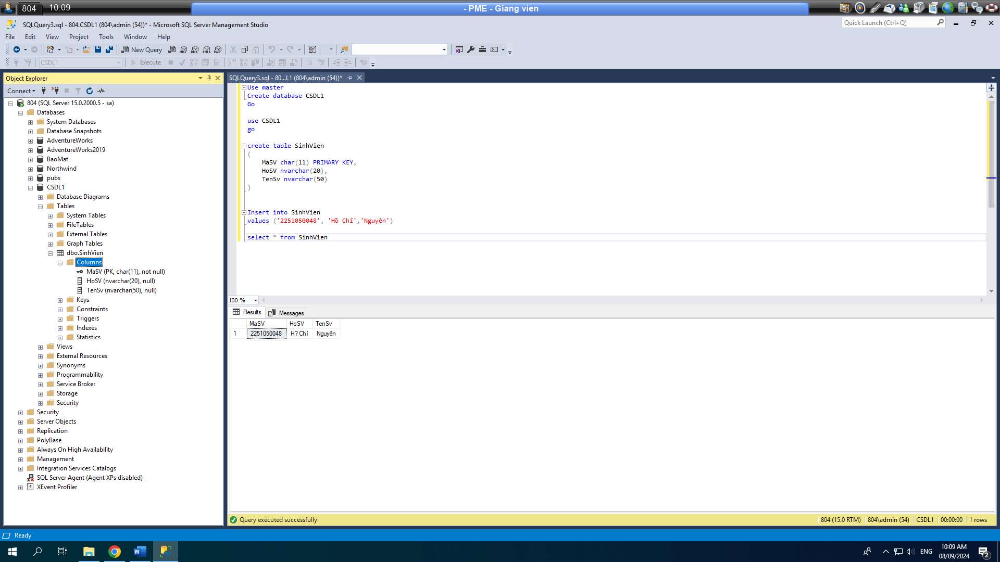 804 10:09 - PME - Giang vien
SQLQuery3.sql - 804.CSDL1 (804\admin (54))* - Microsoft SQL Server Management Studio
Quick Launch (Ctrl+Q)
File Edit View Project Tools Window Help
New Query MDX DMX XMLA DAX
CSDL1 Execute
Object Explorer
Connect
804 (SQL Server 15.0.2000.5 - sa)
Databases
System Databases
Database Snapshots
AdventureWorks
AdventureWorks2019
BaoMat
Northwind
pubs
CSDL1
Database Diagrams
Tables
System Tables
FileTables
External Tables
Graph Tables
dbo.SinhVien
Columns
MaSV (PK, char(11), not null)
HoSV (nvarchar(20), null)
TenSv (nvarchar(50), null)
Keys
Constraints
Triggers
Indexes
Statistics
Views
External Resources
Synonyms
Programmability
Service Broker
Storage
Security
Security
Server Objects
Replication
PolyBase
Always On High Availability
Management
Integration Services Catalogs
SQL Server Agent (Agent XPs disabled)
XEvent Profiler
SQLQuery3.sql - 80...L1 (804\admin (54))*
Use master
Create database CSDL1
Go
use CSDL1
go
create table SinhVien
(
MaSV char(11) PRIMARY KEY,
HoSV nvarchar(20),
TenSv nvarchar(50)
)
Insert into SinhVien
values ('2251050048', 'Hồ Chí','Nguyên')
select * from SinhVien
100 %
Results Messages
MaSV HoSV TenSv
1 2251050048 H? Chí Nguyên
Query executed successfully.
804 (15.0 RTM) 804\admin (54) CSDL1 00:00:00 1 rows
Ready
ENG 10:09 AM
08/09/2024
2